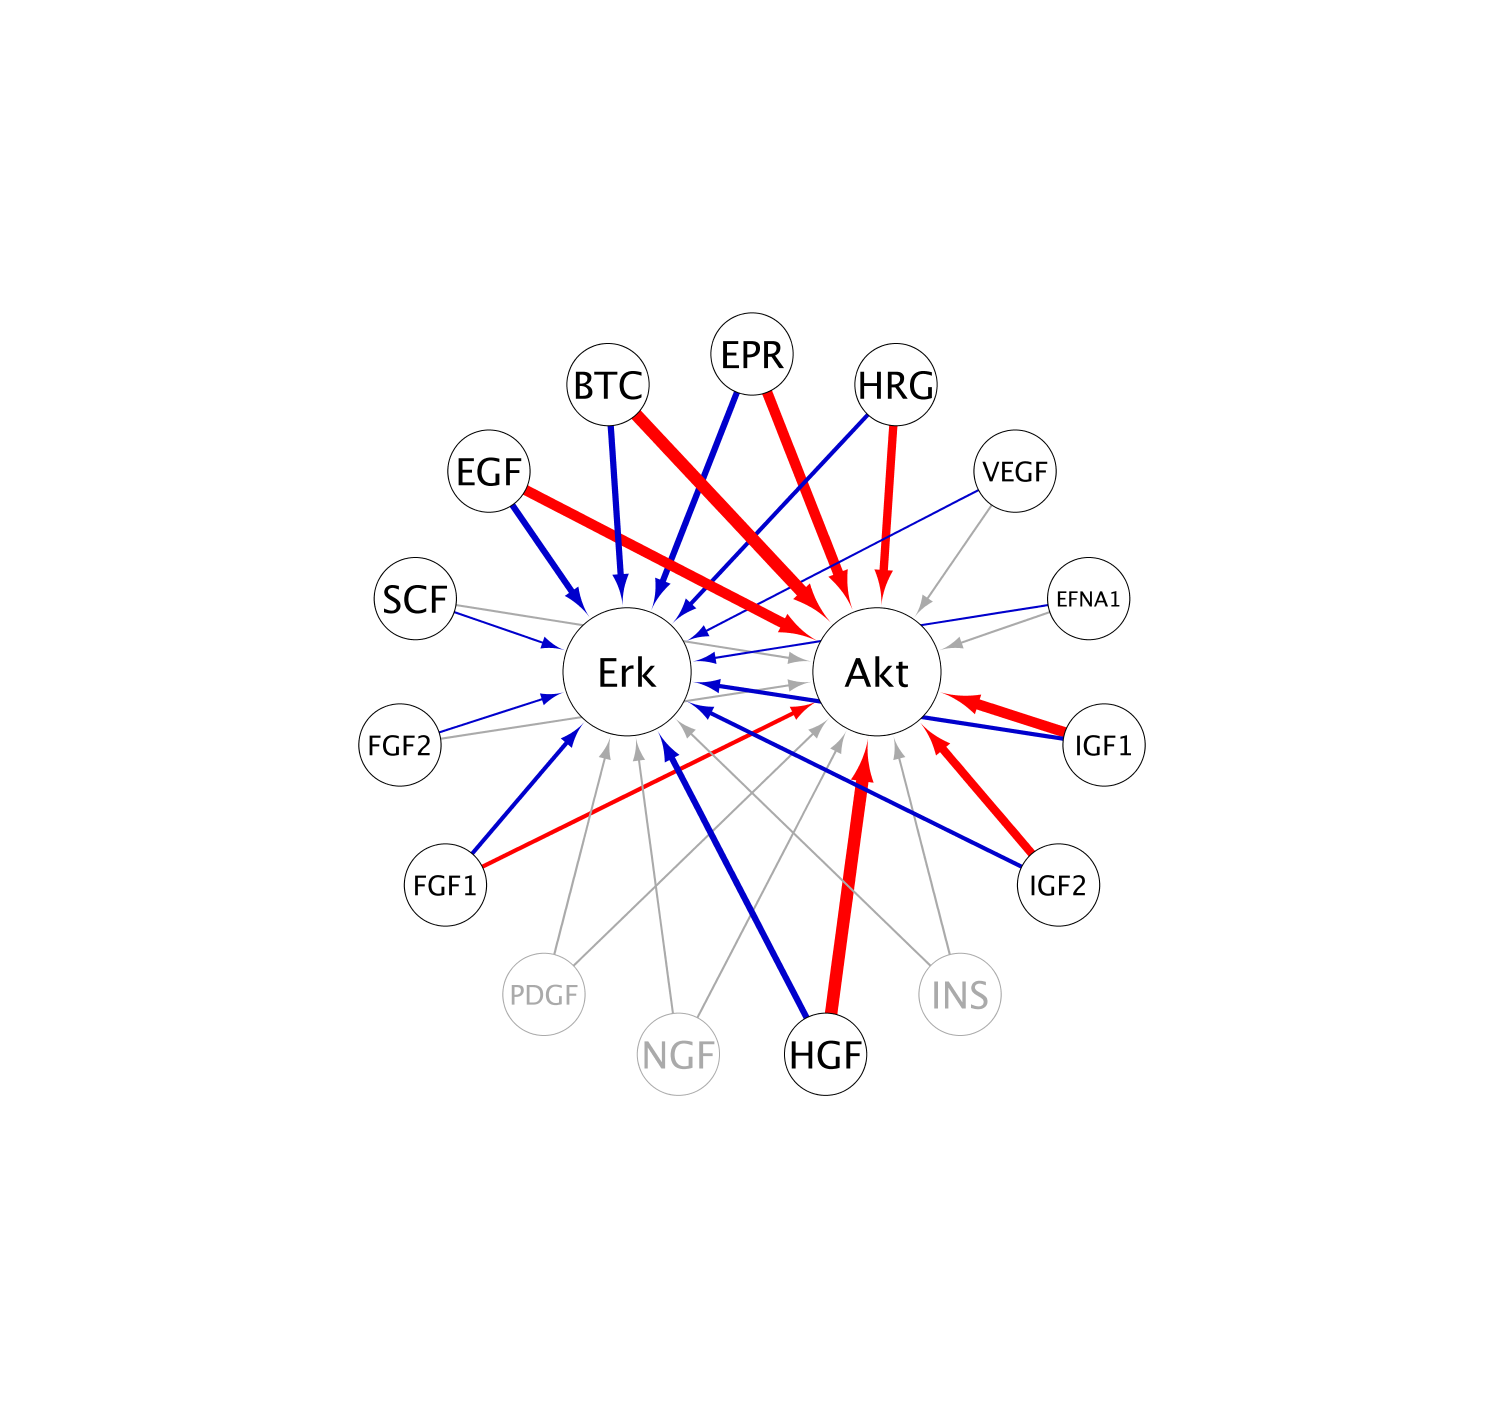 EPR
BTC
HRG
EGF
VEGF
SCF
EFNA1
Erk
Akt
FGF2
IGF1
FGF1
IGF2
PDGF
INS
NGF
HGF